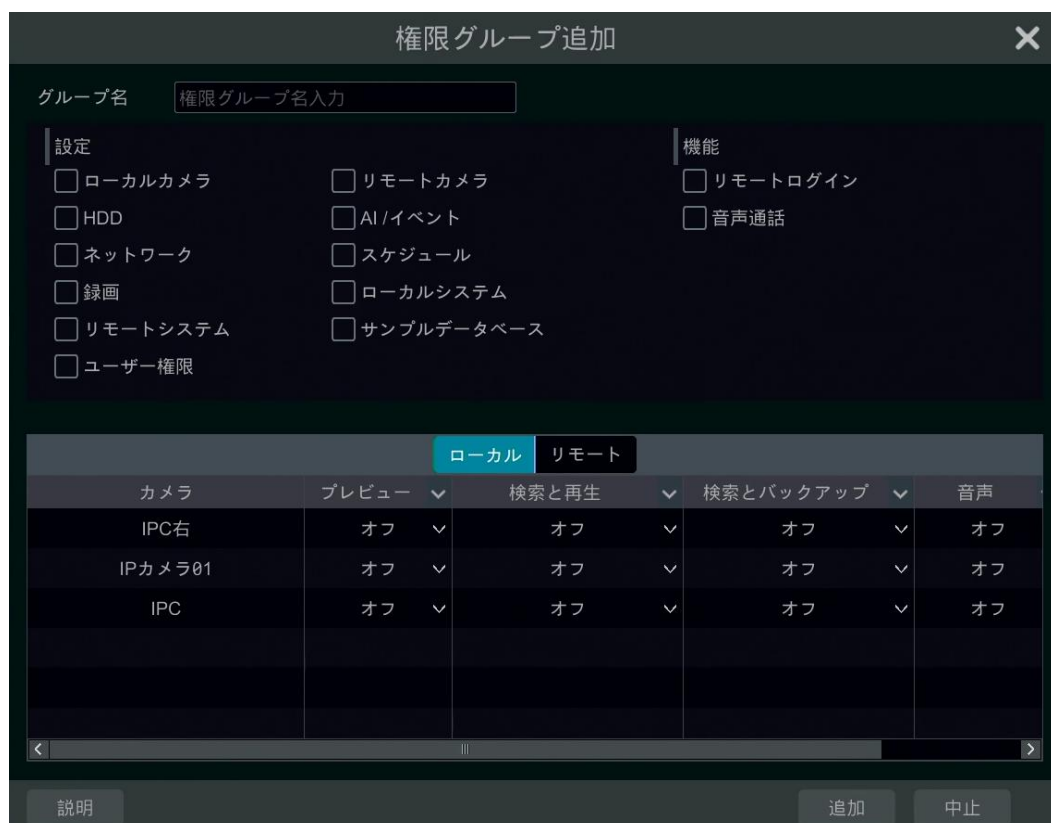 権限グループ追加
グループ名 権限グループ名入力
設定 機能
ローカルカメラ リモートカメラ リモートログイン
HDD AI /イベント 音声通話
ネットワーク スケジュール
録画 ローカルシステム
リモートシステム サンプルデータベース
ユーザー権限
ローカル リモート
カメラ プレビュー 検索と再生 検索とバックアップ 音声
IPC右 オフ オフ オフ オフ
IPカメラ01 オフ オフ オフ オフ
IPC オフ オフ オフ オフ
説明 追加 中止